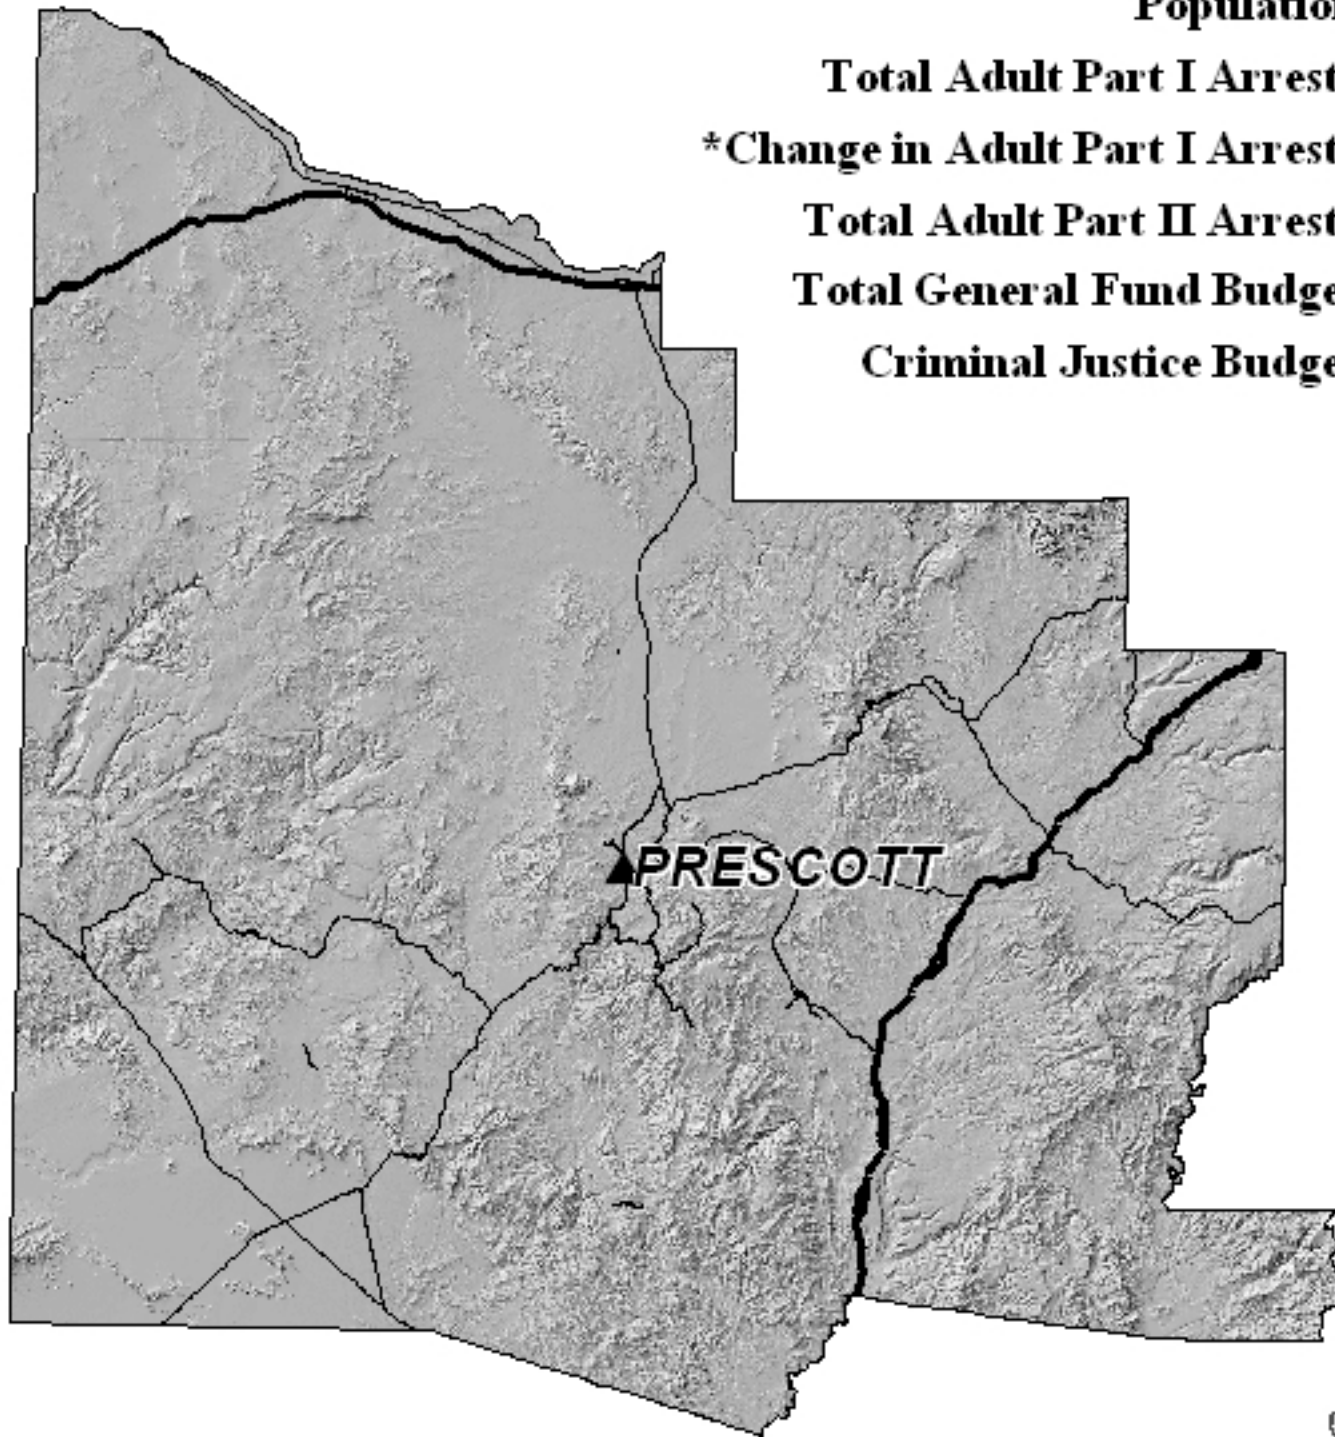 Population
Total Adult Part I Arrest
*Change in Adult Part I Arrest
Total Adult Part II Arrest
Total General Fund Budge
Criminal Justice Budge
PRESCOTT